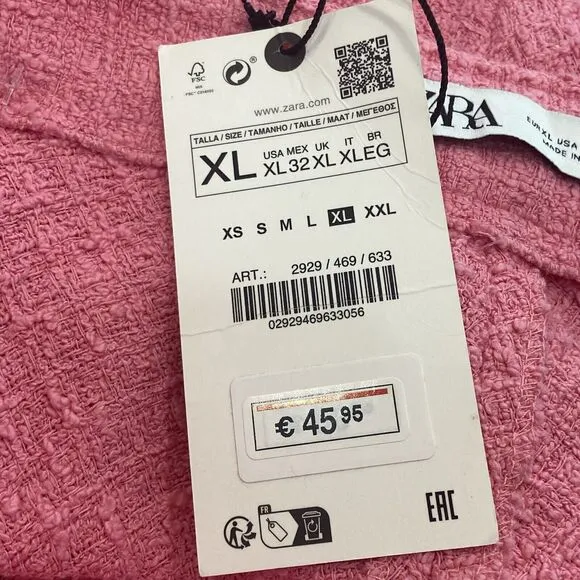 FSC
MIX
www.zara.com
TALLA / SIZE / TAMANHO / TAILLE / MAAT / ΜΕΓΕΘΟΣ
XL
USA MEX UK IT BR
XL 32 XL XL EG
XS S M L XL XXL
ART.: 2929 / 469 / 633
02929469633056
€ 45 95
FR
EAC
ZARA
EUR XL USA
MADE IN